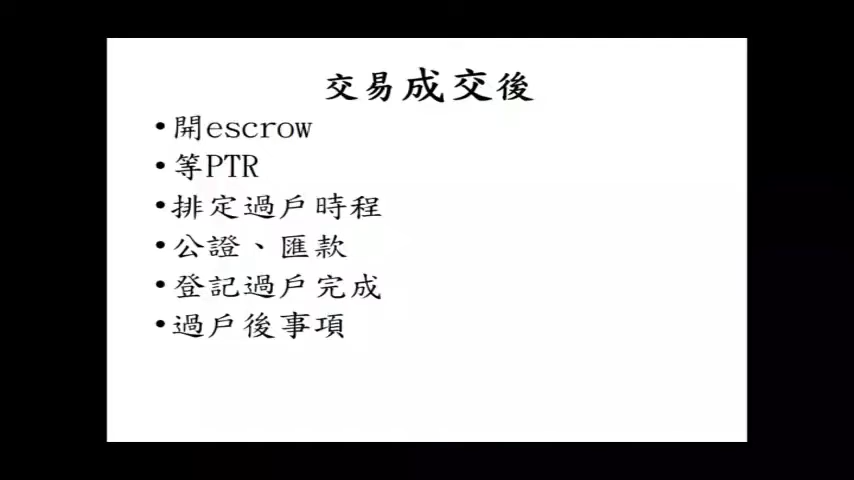 交易成交後
•開escrow
•等PTR
•排定過戶時程
•公證、匯款
•登記過戶完成
•過戶後事項